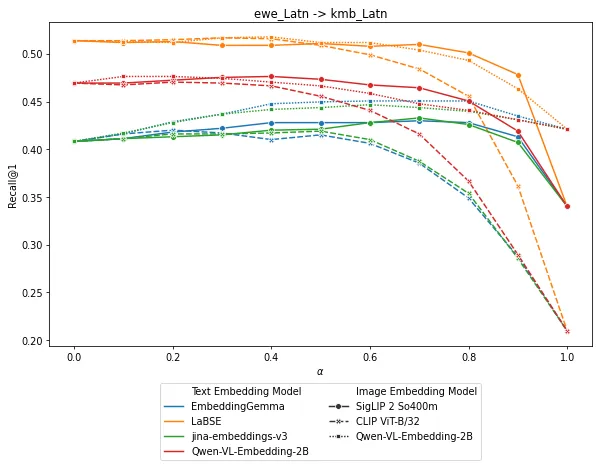 ewe_Latn -> kmb_Latn
Recall@1
0.50
0.45
0.40
0.35
0.30
0.25
0.20
0.0 0.2 0.4 0.6 0.8 1.0
α
Text Embedding Model Image Embedding Model
EmbeddingGemma SigLIP 2 So400m
LaBSE CLIP ViT-B/32
jina-embeddings-v3 Qwen-VL-Embedding-2B
Qwen-VL-Embedding-2B